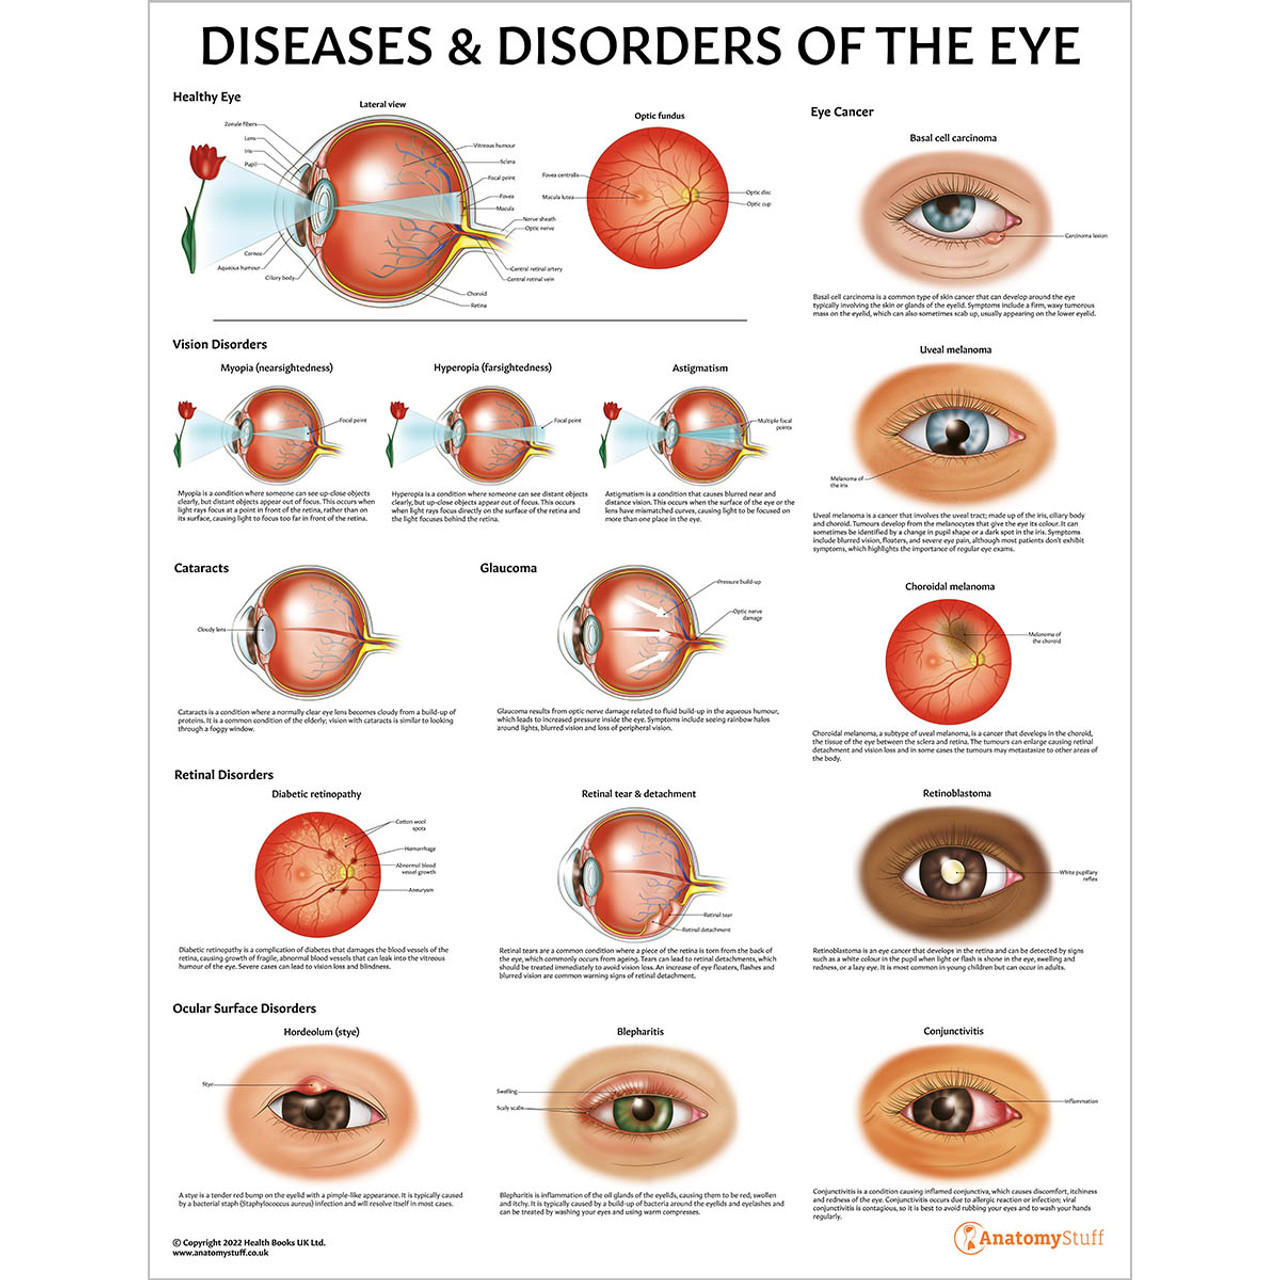 DISEASES & DISORDERS OF THE EYE
Healthy Eye
Lateral view
Zonule fibers
Lens
Iris
Pupil
Cornea
Aqueous humour
Ciliary body
Vitreous humour
Sclera
Focal point
Fovea
Macula
Nerve sheath
Optic nerve
Central retinal artery
Central retinal vein
Choroid
Retina
Optic fundus
Fovea centralis
Macula lutea
Optic disc
Optic cup
Eye Cancer
Basal cell carcinoma
Carcinoma lesion
Basal cell carcinoma is a common type of skin cancer that can develop around the eye
typically involving the skin or glands of the eyelid. Symptoms include a firm, waxy tumorous
mass on the eyelid, which can also sometimes scab up, usually appearing on the lower eyelid.
Vision Disorders
Myopia (nearsightedness)
Focal point
Myopia is a condition where someone can see up-close objects
clearly, but distant objects appear out of focus. This occurs when
light rays focus at a point in front of the retina, rather than on
its surface, causing light to focus too far in front of the retina.
Hyperopia (farsightedness)
Focal point
Hyperopia is a condition where someone can see distant objects
clearly, but up-close objects appear out of focus. This occurs
when light rays focus directly on the surface of the retina and
the light focuses behind the retina.
Astigmatism
Multiple focal
points
Astigmatism is a condition that causes blurred near and
distance vision. This occurs when the surface of the eye or the
lens have mismatched curves, causing light to be focused on
more than one place in the eye.
Uveal melanoma
Melanoma of
the iris
Uveal melanoma is a cancer that involves the uveal tract; made up of the iris, ciliary body
and choroid. Tumours develop from the melanocytes that give the eye its colour. It can
sometimes be identified by a change in pupil shape or a dark spot in the iris. Symptoms
include blurred vision, floaters, and severe eye pain, although most patients don't exhibit
symptoms, which highlights the importance of regular eye exams.
Cataracts
Cloudy lens
Cataracts is a condition where a normally clear eye lens becomes cloudy from a build-up of
proteins. It is a common condition of the elderly; vision with cataracts is similar to looking
through a foggy window.
Glaucoma
Pressure build-up
Optic nerve
damage
Glaucoma results from optic nerve damage related to fluid build-up in the aqueous humour,
which leads to increased pressure inside the eye. Symptoms include seeing rainbow halos
around lights, blurred vision and loss of peripheral vision.
Choroidal melanoma
Melanoma of
the choroid
Choroidal melanoma, a subtype of uveal melanoma, is a cancer that develops in the choroid,
the tissue of the eye between the sclera and retina. The tumours can enlarge causing retinal
detachment and vision loss and in some cases the tumours may metastasize to other areas of
the body.
Retinal Disorders
Diabetic retinopathy
Cotton wool
spots
Hemorrhage
Abnormal blood
vessel growth
Aneurysm
Diabetic retinopathy is a complication of diabetes that damages the blood vessels of the
retina, causing growth of fragile, abnormal blood vessels that can leak into the vitreous
humour of the eye. Severe cases can lead to vision loss and blindness.
Retinal tear & detachment
Retinal tear
Retinal detachment
Retinal tears are a common condition where a piece of the retina is torn from the back of
the eye, which commonly occurs from ageing. Tears can lead to retinal detachments, which
should be treated immediately to avoid vision loss. An increase of eye floaters, flashes and
blurred vision are common warning signs of retinal detachment.
Retinoblastoma
White pupillary
reflex
Retinoblastoma is an eye cancer that develops in the retina and can be detected by signs
such as a white colour in the pupil when light or flash is shone in the eye, swelling and
redness, or a lazy eye. It is most common in young children but can occur in adults.
Ocular Surface Disorders
Hordeolum (stye)
Stye
A stye is a tender red bump on the eyelid with a pimple-like appearance. It is typically caused
by a bacterial staph (Staphylococcus aureus) infection and will resolve itself in most cases.
Blepharitis
Swelling
Scaly scabs
Blepharitis is inflammation of the oil glands of the eyelids, causing them to be red, swollen
and itchy. It is typically caused by a build-up of bacteria around the eyelids and eyelashes and
can be treated by washing your eyes and using warm compresses.
Conjunctivitis
Inflammation
Conjunctivitis is a condition causing inflamed conjunctiva, which causes discomfort, itchiness
and redness of the eye. Conjunctivitis occurs due to allergic reaction or infection; viral
conjunctivitis is contagious, so it is best to avoid rubbing your eyes and to wash your hands
regularly.
© Copyright 2022 Health Books UK Ltd.
www.anatomystuff.co.uk
AnatomyStuff